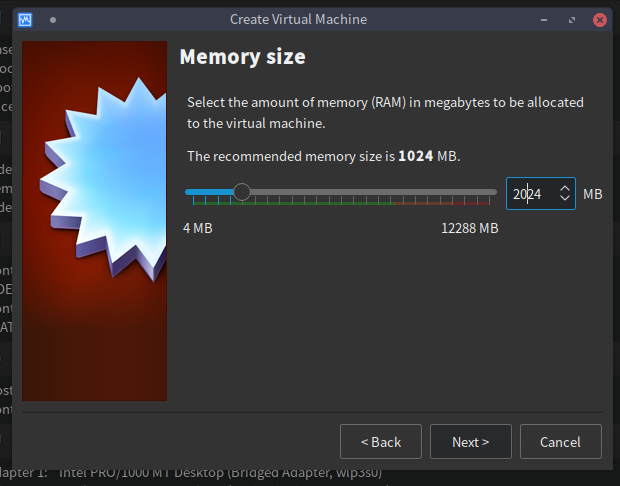 Create Virtual Machine
Memory size
Select the amount of memory (RAM) in megabytes to be allocated
to the virtual machine.
The recommended memory size is 1024 MB.
2024 MB
4 MB 12288 MB
< Back Next > Cancel
apter 1: Intel PRO/1000 MT Desktop (Bridged Adapter, wlp3s0)